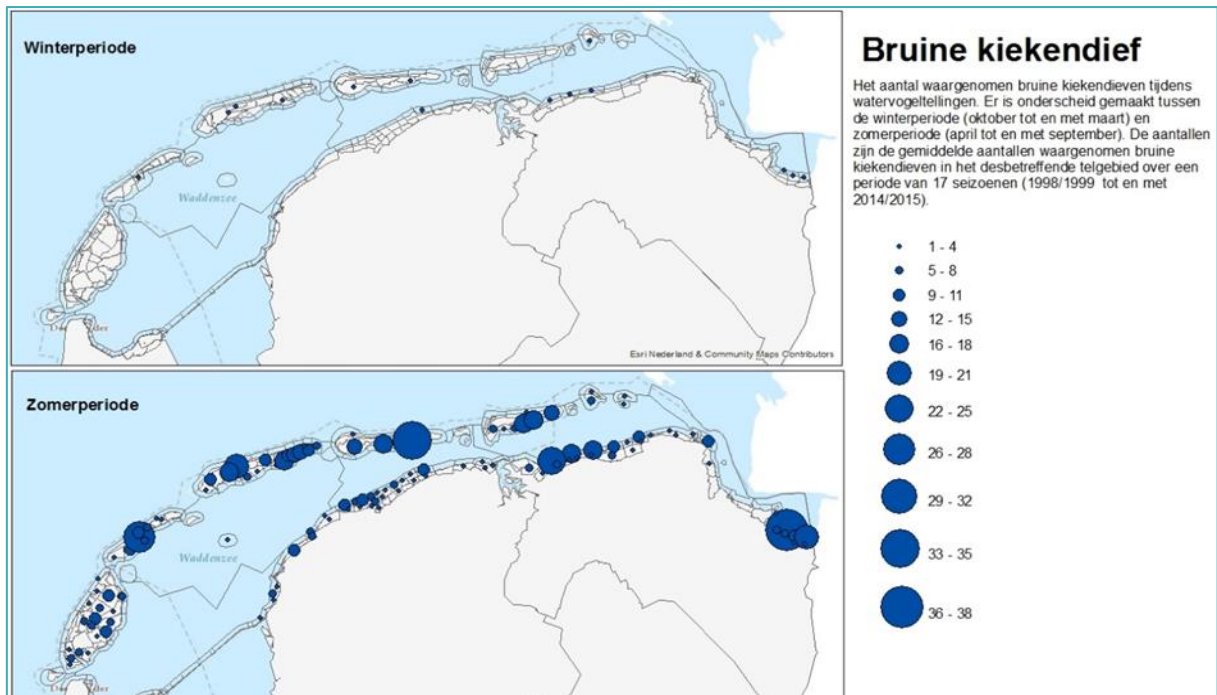 Winterperiode
Waddenzee
Esri Nederland & Community Maps Contributors
Zomerperiode
Waddenzee
Bruine kiekendief
Het aantal waargenomen bruine kiekendieven tijdens
watervogeltellingen. Er is onderscheid gemaakt tussen
de winterperiode (oktober tot en met maart) en
zomerperiode (april tot en met september). De aantallen
zijn de gemiddelde aantallen waargenomen bruine
kiekendieven in het desbetreffende telgebied over een
periode van 17 seizoenen (1998/1999 tot en met
2014/2015).
1 - 4
5 - 8
9 - 11
12 - 15
16 - 18
19 - 21
22 - 25
26 - 28
29 - 32
33 - 35
36 - 38